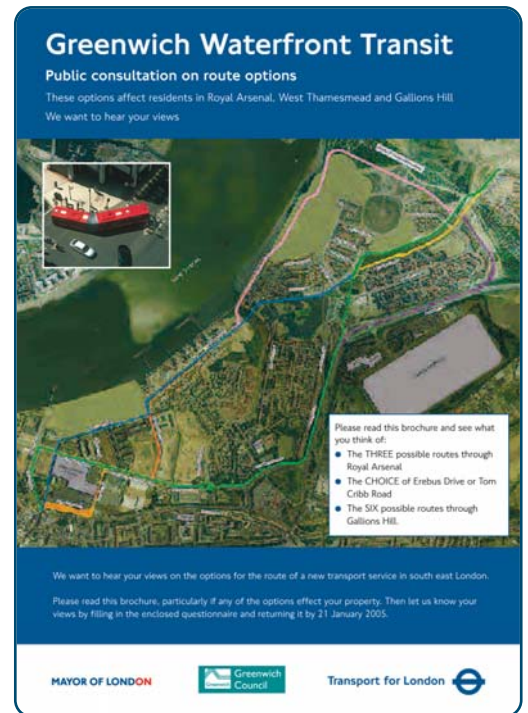 Greenwich Waterfront Transit
Public consultation on route options
These options affect residents in Royal Arsenal, West Thamesmead and Gallions Hill
We want to hear your views
Please read this brochure and see what
you think of:
● The THREE possible routes through
Royal Arsenal
● The CHOICE of Erebus Drive or Tom
Cribb Road
● The SIX possible routes through
Gallions Hill.
We want to hear your views on the options for the route of a new transport service in south east London.
Please read this brochure, particularly if any of the options effect your property. Then let us know your
views by filling in the enclosed questionnaire and returning it by 21 January 2005.
MAYOR OF LONDON
Greenwich
Council
Transport for London